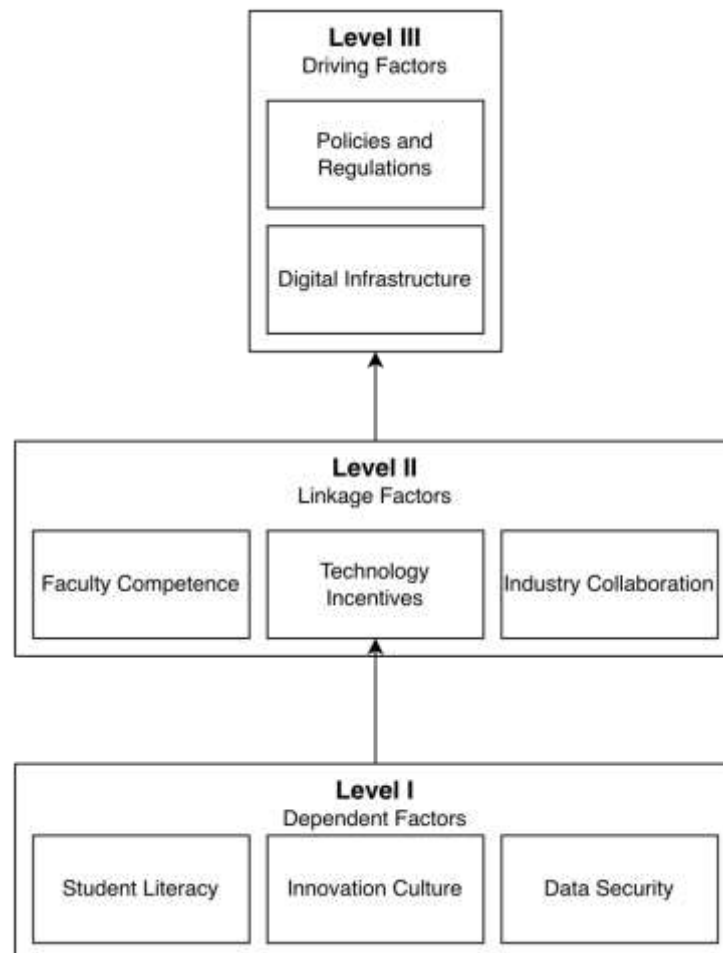 Level III
Driving Factors
Policies and
Regulations
Digital Infrastructure
Level II
Linkage Factors
Faculty Competence
Technology
Incentives
Industry Collaboration
Level I
Dependent Factors
Student Literacy
Innovation Culture
Data Security